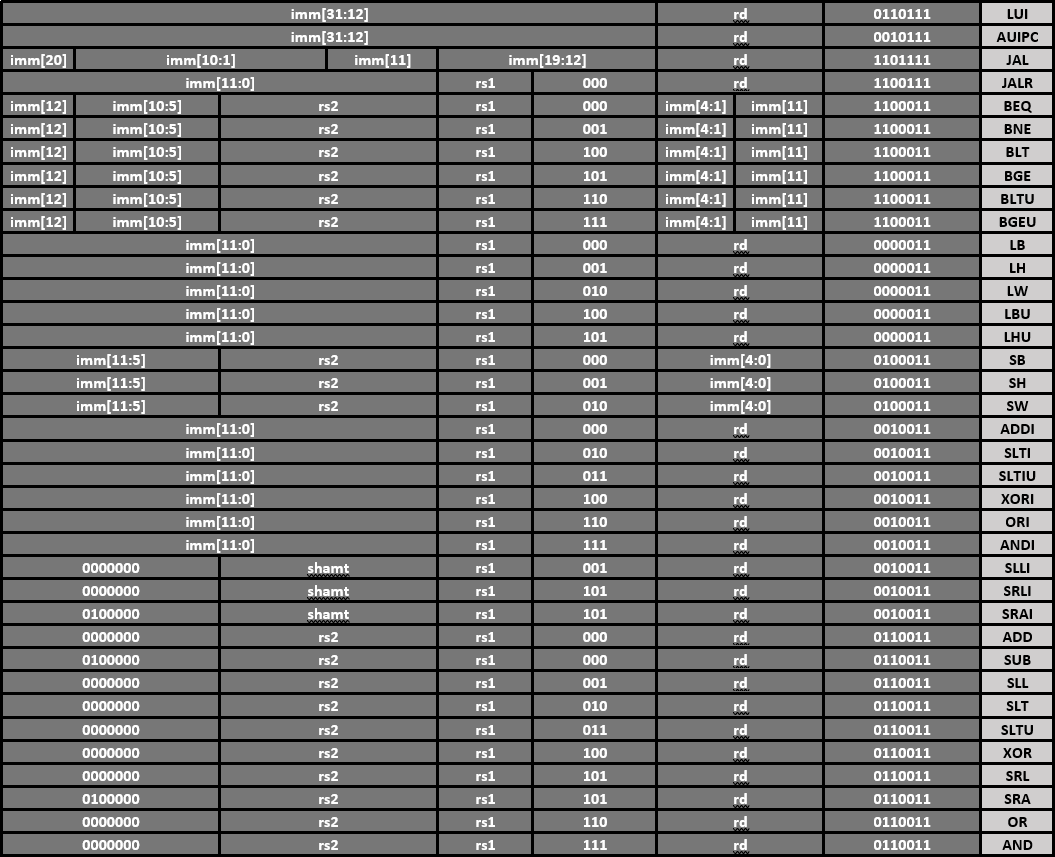 imm[31:12] rd 0110111 LUI
imm[31:12] rd 0010111 AUIPC
imm[20] imm[10:1] imm[11] imm[19:12] rd 1101111 JAL
imm[11:0] rs1 000 rd 1100111 JALR
imm[12] imm[10:5] rs2 rs1 000 imm[4:1] imm[11] 1100011 BEQ
imm[12] imm[10:5] rs2 rs1 001 imm[4:1] imm[11] 1100011 BNE
imm[12] imm[10:5] rs2 rs1 100 imm[4:1] imm[11] 1100011 BLT
imm[12] imm[10:5] rs2 rs1 101 imm[4:1] imm[11] 1100011 BGE
imm[12] imm[10:5] rs2 rs1 110 imm[4:1] imm[11] 1100011 BLTU
imm[12] imm[10:5] rs2 rs1 111 imm[4:1] imm[11] 1100011 BGEU
imm[11:0] rs1 000 rd 0000011 LB
imm[11:0] rs1 001 rd 0000011 LH
imm[11:0] rs1 010 rd 0000011 LW
imm[11:0] rs1 100 rd 0000011 LBU
imm[11:0] rs1 101 rd 0000011 LHU
imm[11:5] rs2 rs1 000 imm[4:0] 0100011 SB
imm[11:5] rs2 rs1 001 imm[4:0] 0100011 SH
imm[11:5] rs2 rs1 010 imm[4:0] 0100011 SW
imm[11:0] rs1 000 rd 0010011 ADDI
imm[11:0] rs1 010 rd 0010011 SLTI
imm[11:0] rs1 011 rd 0010011 SLTIU
imm[11:0] rs1 100 rd 0010011 XORI
imm[11:0] rs1 110 rd 0010011 ORI
imm[11:0] rs1 111 rd 0010011 ANDI
0000000 shamt rs1 001 rd 0010011 SLLI
0000000 shamt rs1 101 rd 0010011 SRLI
0100000 shamt rs1 101 rd 0010011 SRAI
0000000 rs2 rs1 000 rd 0110011 ADD
0100000 rs2 rs1 000 rd 0110011 SUB
0000000 rs2 rs1 001 rd 0110011 SLL
0000000 rs2 rs1 010 rd 0110011 SLT
0000000 rs2 rs1 011 rd 0110011 SLTU
0000000 rs2 rs1 100 rd 0110011 XOR
0000000 rs2 rs1 101 rd 0110011 SRL
0100000 rs2 rs1 101 rd 0110011 SRA
0000000 rs2 rs1 110 rd 0110011 OR
0000000 rs2 rs1 111 rd 0110011 AND